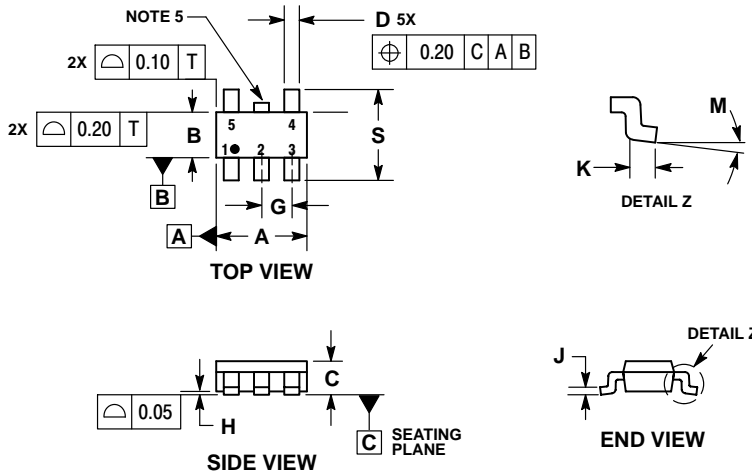 NOTE 5
D 5X
⌖ 0.20 C A B
2X ⌓ 0.10 T
2X ⌓ 0.20 T
B
5 4
1 2 3
S
G
B
A
A
TOP VIEW
M
K
DETAIL Z
C
⌓ 0.05
H
C SEATING
PLANE
SIDE VIEW
J
DETAIL Z
END VIEW